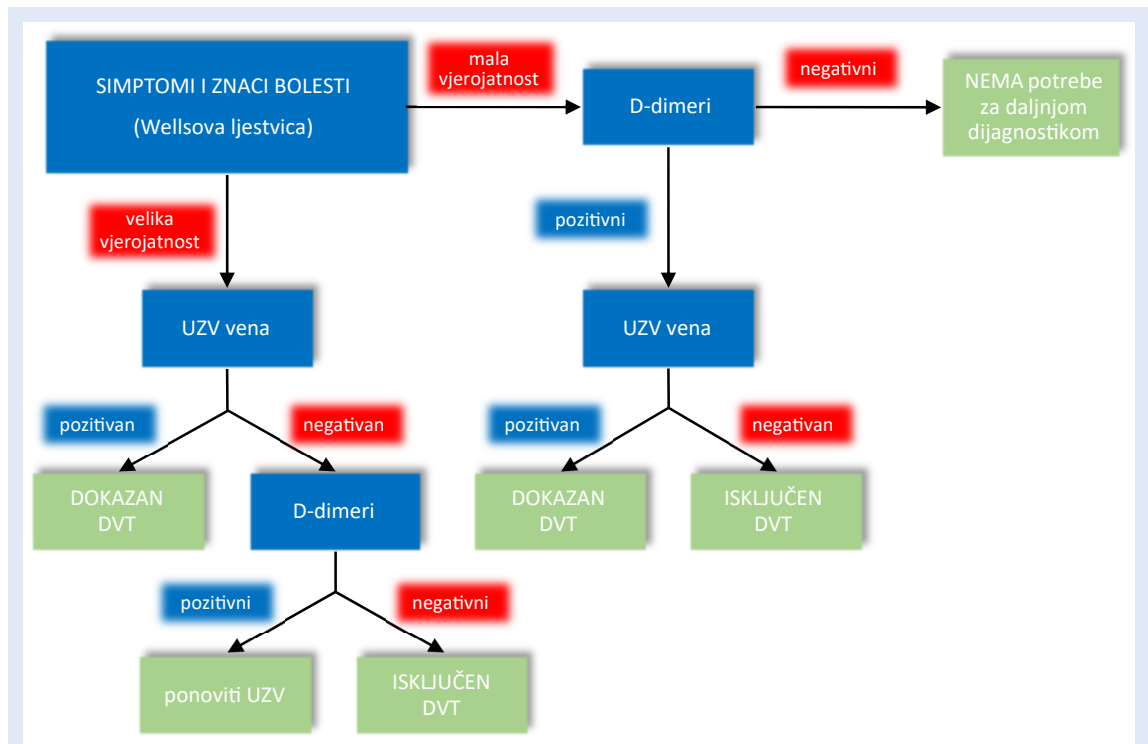 SIMPTOMI I ZNACI BOLESTI
(Wellsova ljestvica)
mala
vjerojatnost
D-dimeri
negativni
NEMA potrebe
za daljnjom
dijagnostikom
velika
vjerojatnost
pozitivni
UZV vena
UZV vena
pozitivan
negativan
pozitivan
negativan
DOKAZAN
DVT
D-dimeri
DOKAZAN
DVT
ISKLJUČEN
DVT
pozitivni
negativni
ponoviti UZV
ISKLJUČEN
DVT